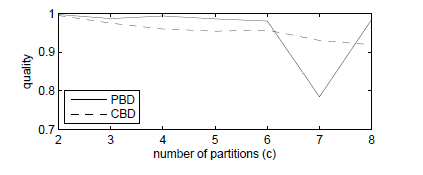 1
0.9
quality
0.8
PBD
CBD
0.7
2 3 4 5 6 7 8
number of partitions (c)